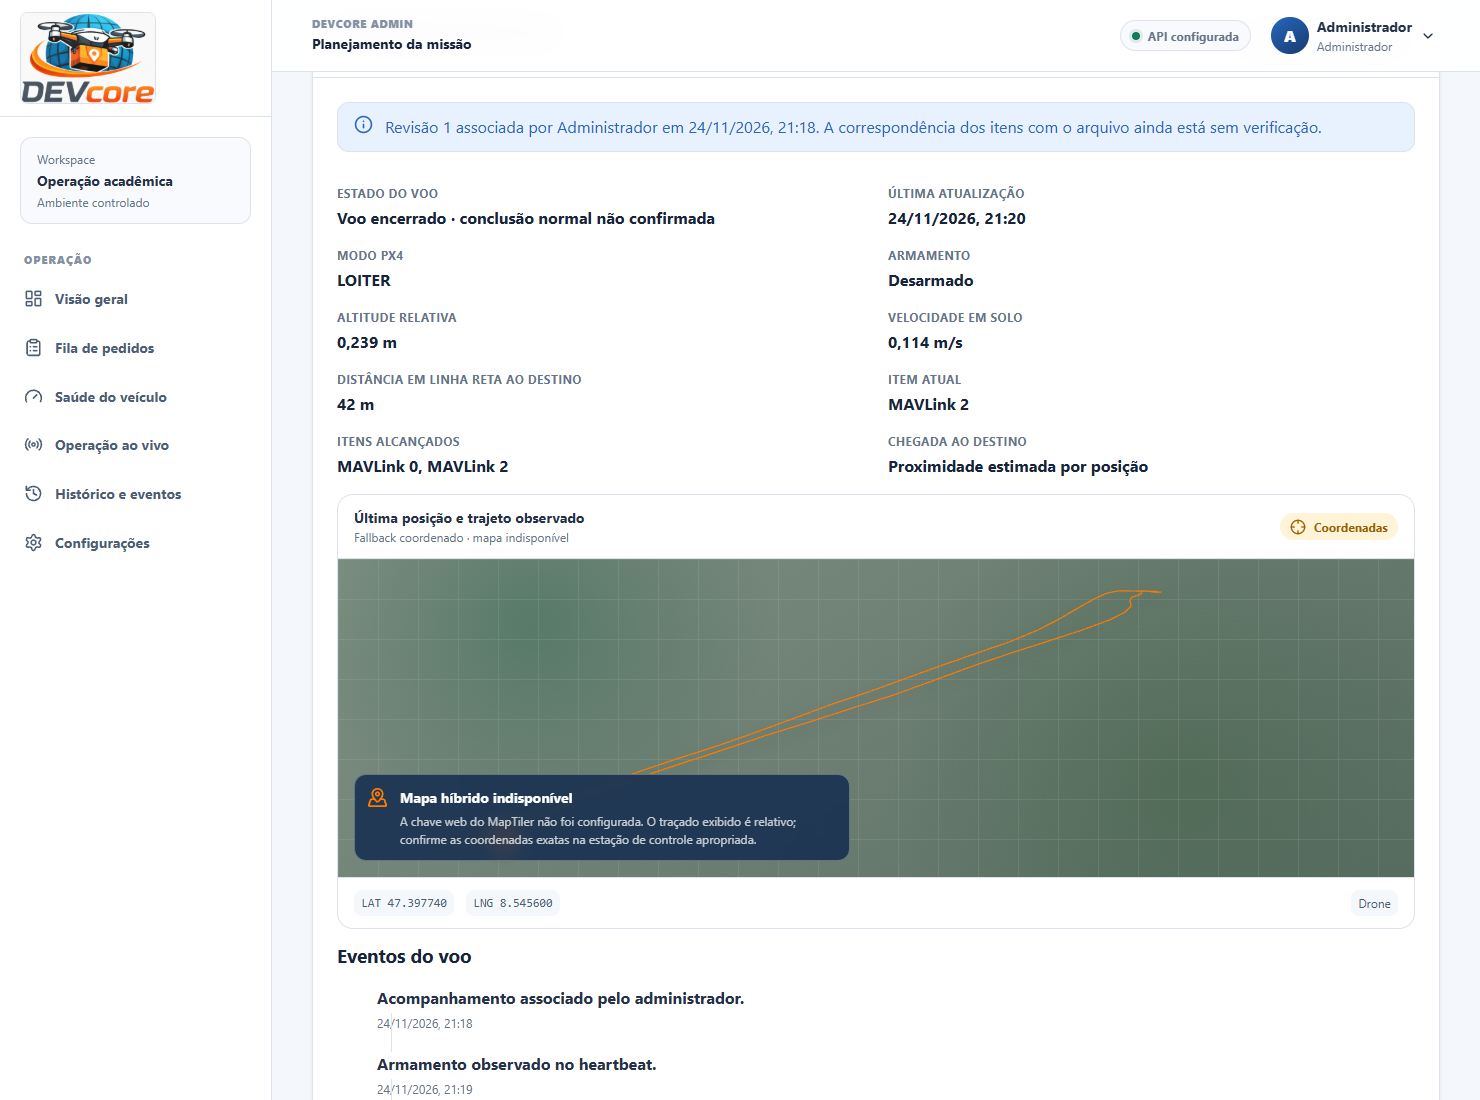 DEVcore
DEVCORE ADMIN
Planejamento da missão
API configurada
A
Administrador
Administrador
Workspace
Operação acadêmica
Ambiente controlado
OPERAÇÃO
Visão geral
Fila de pedidos
Saúde do veículo
Operação ao vivo
Histórico e eventos
Configurações
Revisão 1 associada por Administrador em 24/11/2026, 21:18. A correspondência dos itens com o arquivo ainda está sem verificação.
ESTADO DO VOO
Voo encerrado · conclusão normal não confirmada
ÚLTIMA ATUALIZAÇÃO
24/11/2026, 21:20
MODO PX4
LOITER
ARMAMENTO
Desarmado
ALTITUDE RELATIVA
0,239 m
VELOCIDADE EM SOLO
0,114 m/s
DISTÂNCIA EM LINHA RETA AO DESTINO
42 m
ITEM ATUAL
MAVLink 2
ITENS ALCANÇADOS
MAVLink 0, MAVLink 2
CHEGADA AO DESTINO
Proximidade estimada por posição
Última posição e trajeto observado
Fallback coordenado · mapa indisponível
Coordenadas
Mapa híbrido indisponível
A chave web do MapTiler não foi configurada. O traçado exibido é relativo;
confirme as coordenadas exatas na estação de controle apropriada.
LAT 47.397740
LNG 8.545600
Drone
Eventos do voo
Acompanhamento associado pelo administrador.
24/11/2026, 21:18
Armamento observado no heartbeat.
24/11/2026, 21:19